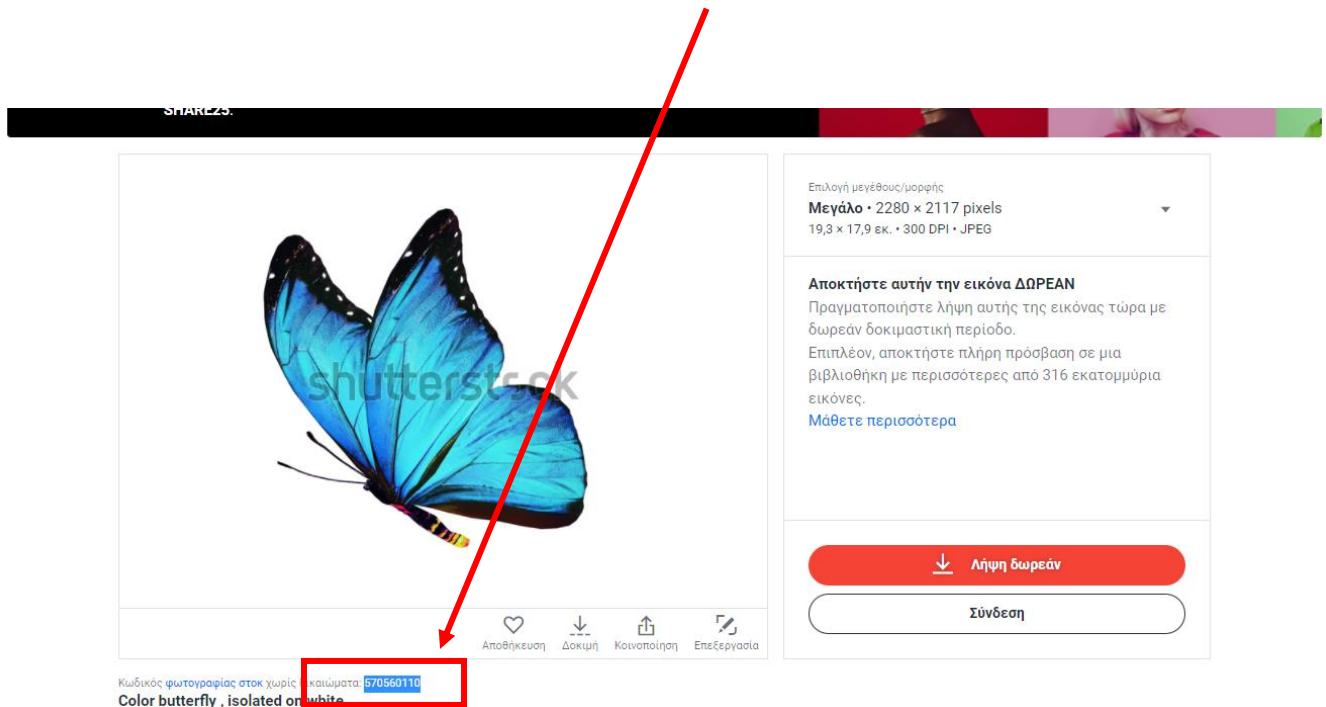 SHARE25.
shutterstock
Αποθήκευση
Δοκιμή
Κοινοποίηση
Επεξεργασία
Κωδικός φωτογραφίας στοκ χωρίς δικαιώματα: 570560110
Color butterfly , isolated on white
Επιλογή μεγέθους/μορφής
Μεγάλο • 2280 × 2117 pixels
19,3 × 17,9 εκ. • 300 DPI • JPEG
Αποκτήστε αυτήν την εικόνα ΔΩΡΕΑΝ
Πραγματοποιήστε λήψη αυτής της εικόνας τώρα με
δωρεάν δοκιμαστική περίοδο.
Επιπλέον, αποκτήστε πλήρη πρόσβαση σε μια
βιβλιοθήκη με περισσότερες από 316 εκατομμύρια
εικόνες.
Μάθετε περισσότερα
Λήψη δωρεάν
Σύνδεση